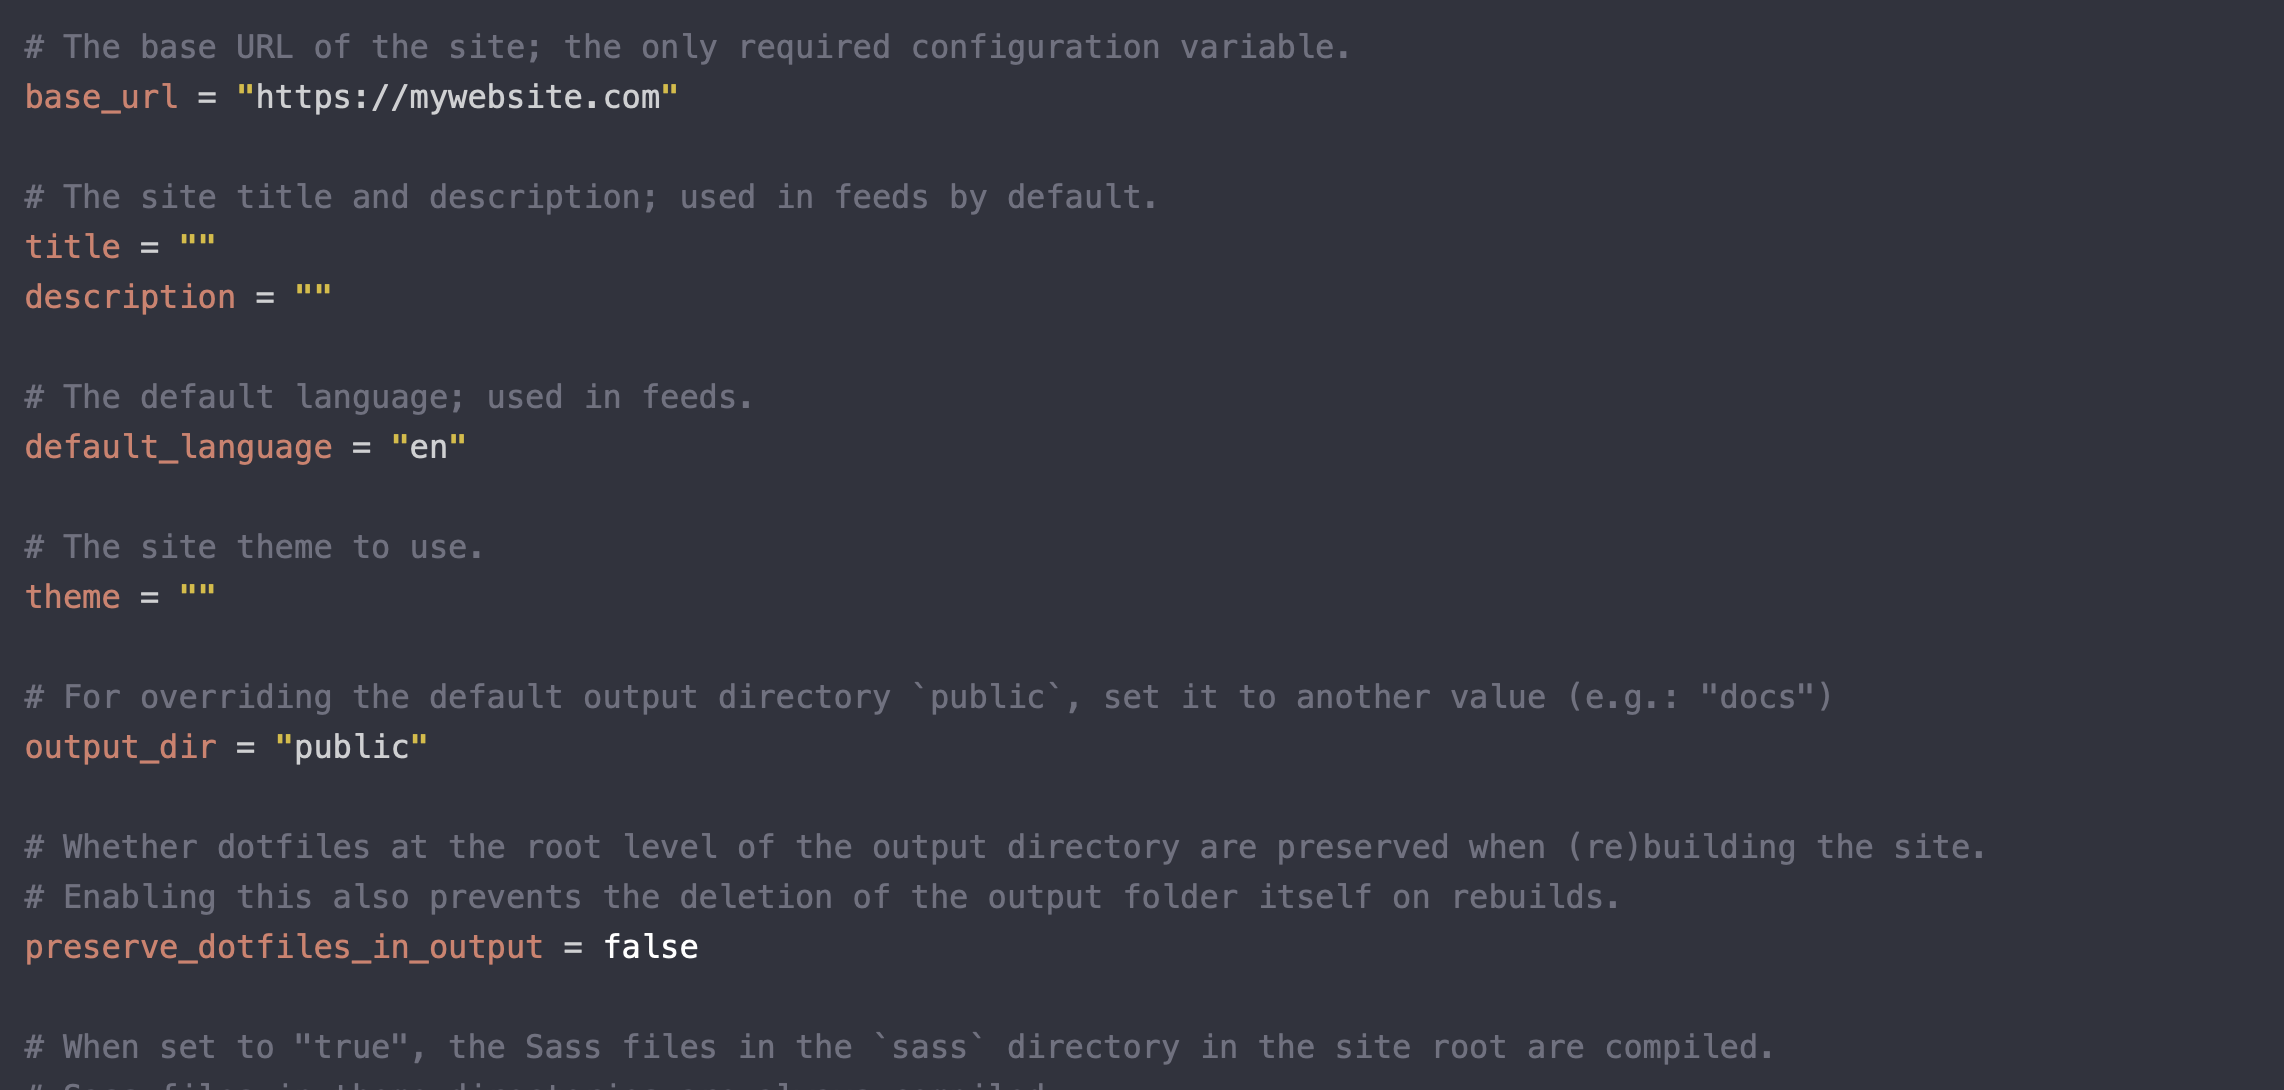 # The base URL of the site; the only required configuration variable.
base_url = "https://mywebsite.com"
# The site title and description; used in feeds by default.
title = ""
description = ""
# The default language; used in feeds.
default_language = "en"
# The site theme to use.
theme = ""
# For overriding the default output directory `public`, set it to another value (e.g.: "docs")
output_dir = "public"
# Whether dotfiles at the root level of the output directory are preserved when (re)building the site.
# Enabling this also prevents the deletion of the output folder itself on rebuilds.
preserve_dotfiles_in_output = false
# When set to "true", the Sass files in the `sass` directory in the site root are compiled.